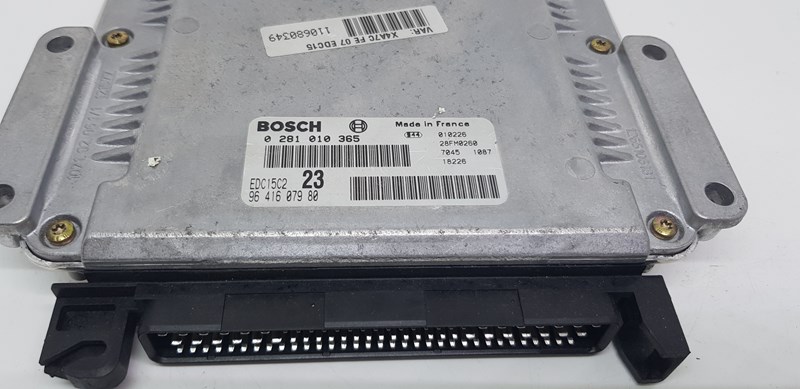 VAR: X4A7C FE 07 EDC15
110680349
BOSCH
Made in France
0 281 010 365
010226
28FM0260
7045 1087
18226
EDC15C2 23
96 416 079 80